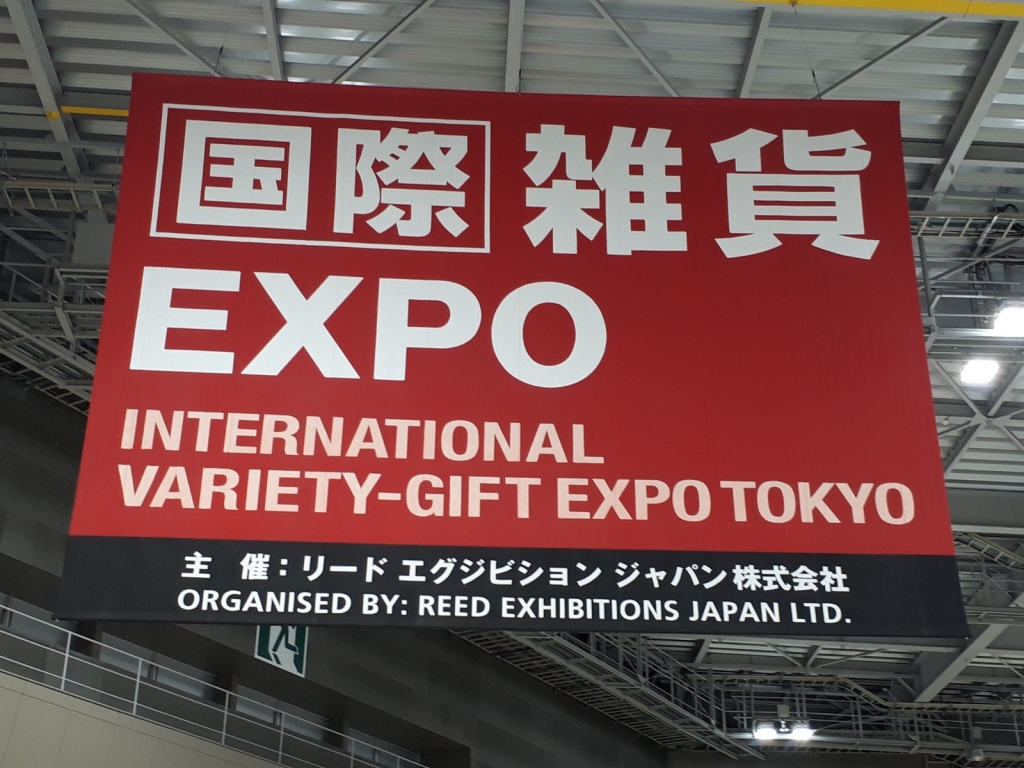 国際 雑貨
EXPO
INTERNATIONAL
VARIETY-GIFT EXPO TOKYO
主 催：リード エグジビション ジャパン株式会社
ORGANISED BY: REED EXHIBITIONS JAPAN LTD.